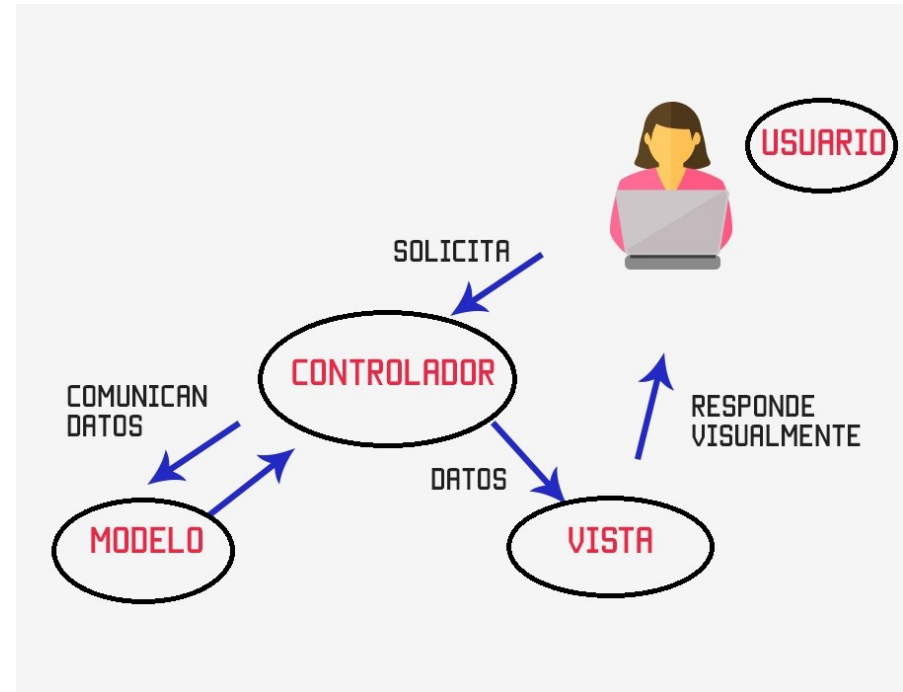 USUARIO
SOLICITA
CONTROLADOR
COMUNICAN
DATOS
RESPONDE
VISUALMENTE
DATOS
MODELO
VISTA